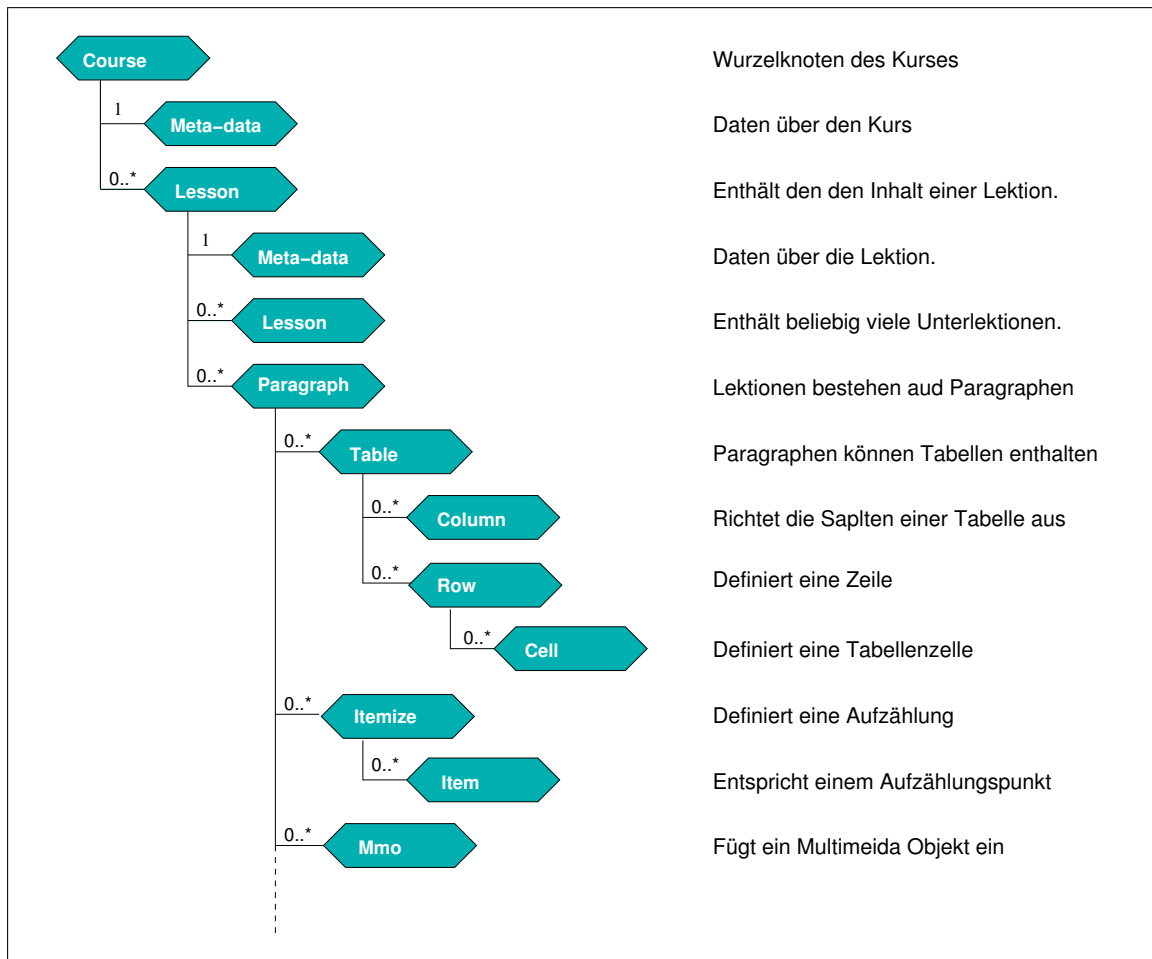 Course Wurzelknoten des Kurses
1 Meta–data Daten über den Kurs
0..* Lesson Enthält den den Inhalt einer Lektion.
1 Meta–data Daten über die Lektion.
0..* Lesson Enthält beliebig viele Unterlektionen.
0..* Paragraph Lektionen bestehen aud Paragraphen
0..* Table Paragraphen können Tabellen enthalten
0..* Column Richtet die Saplten einer Tabelle aus
0..* Row Definiert eine Zeile
0..* Cell Definiert eine Tabellenzelle
0..* Itemize Definiert eine Aufzählung
0..* Item Entspricht einem Aufzählungspunkt
0..* Mmo Fügt ein Multimeida Objekt ein